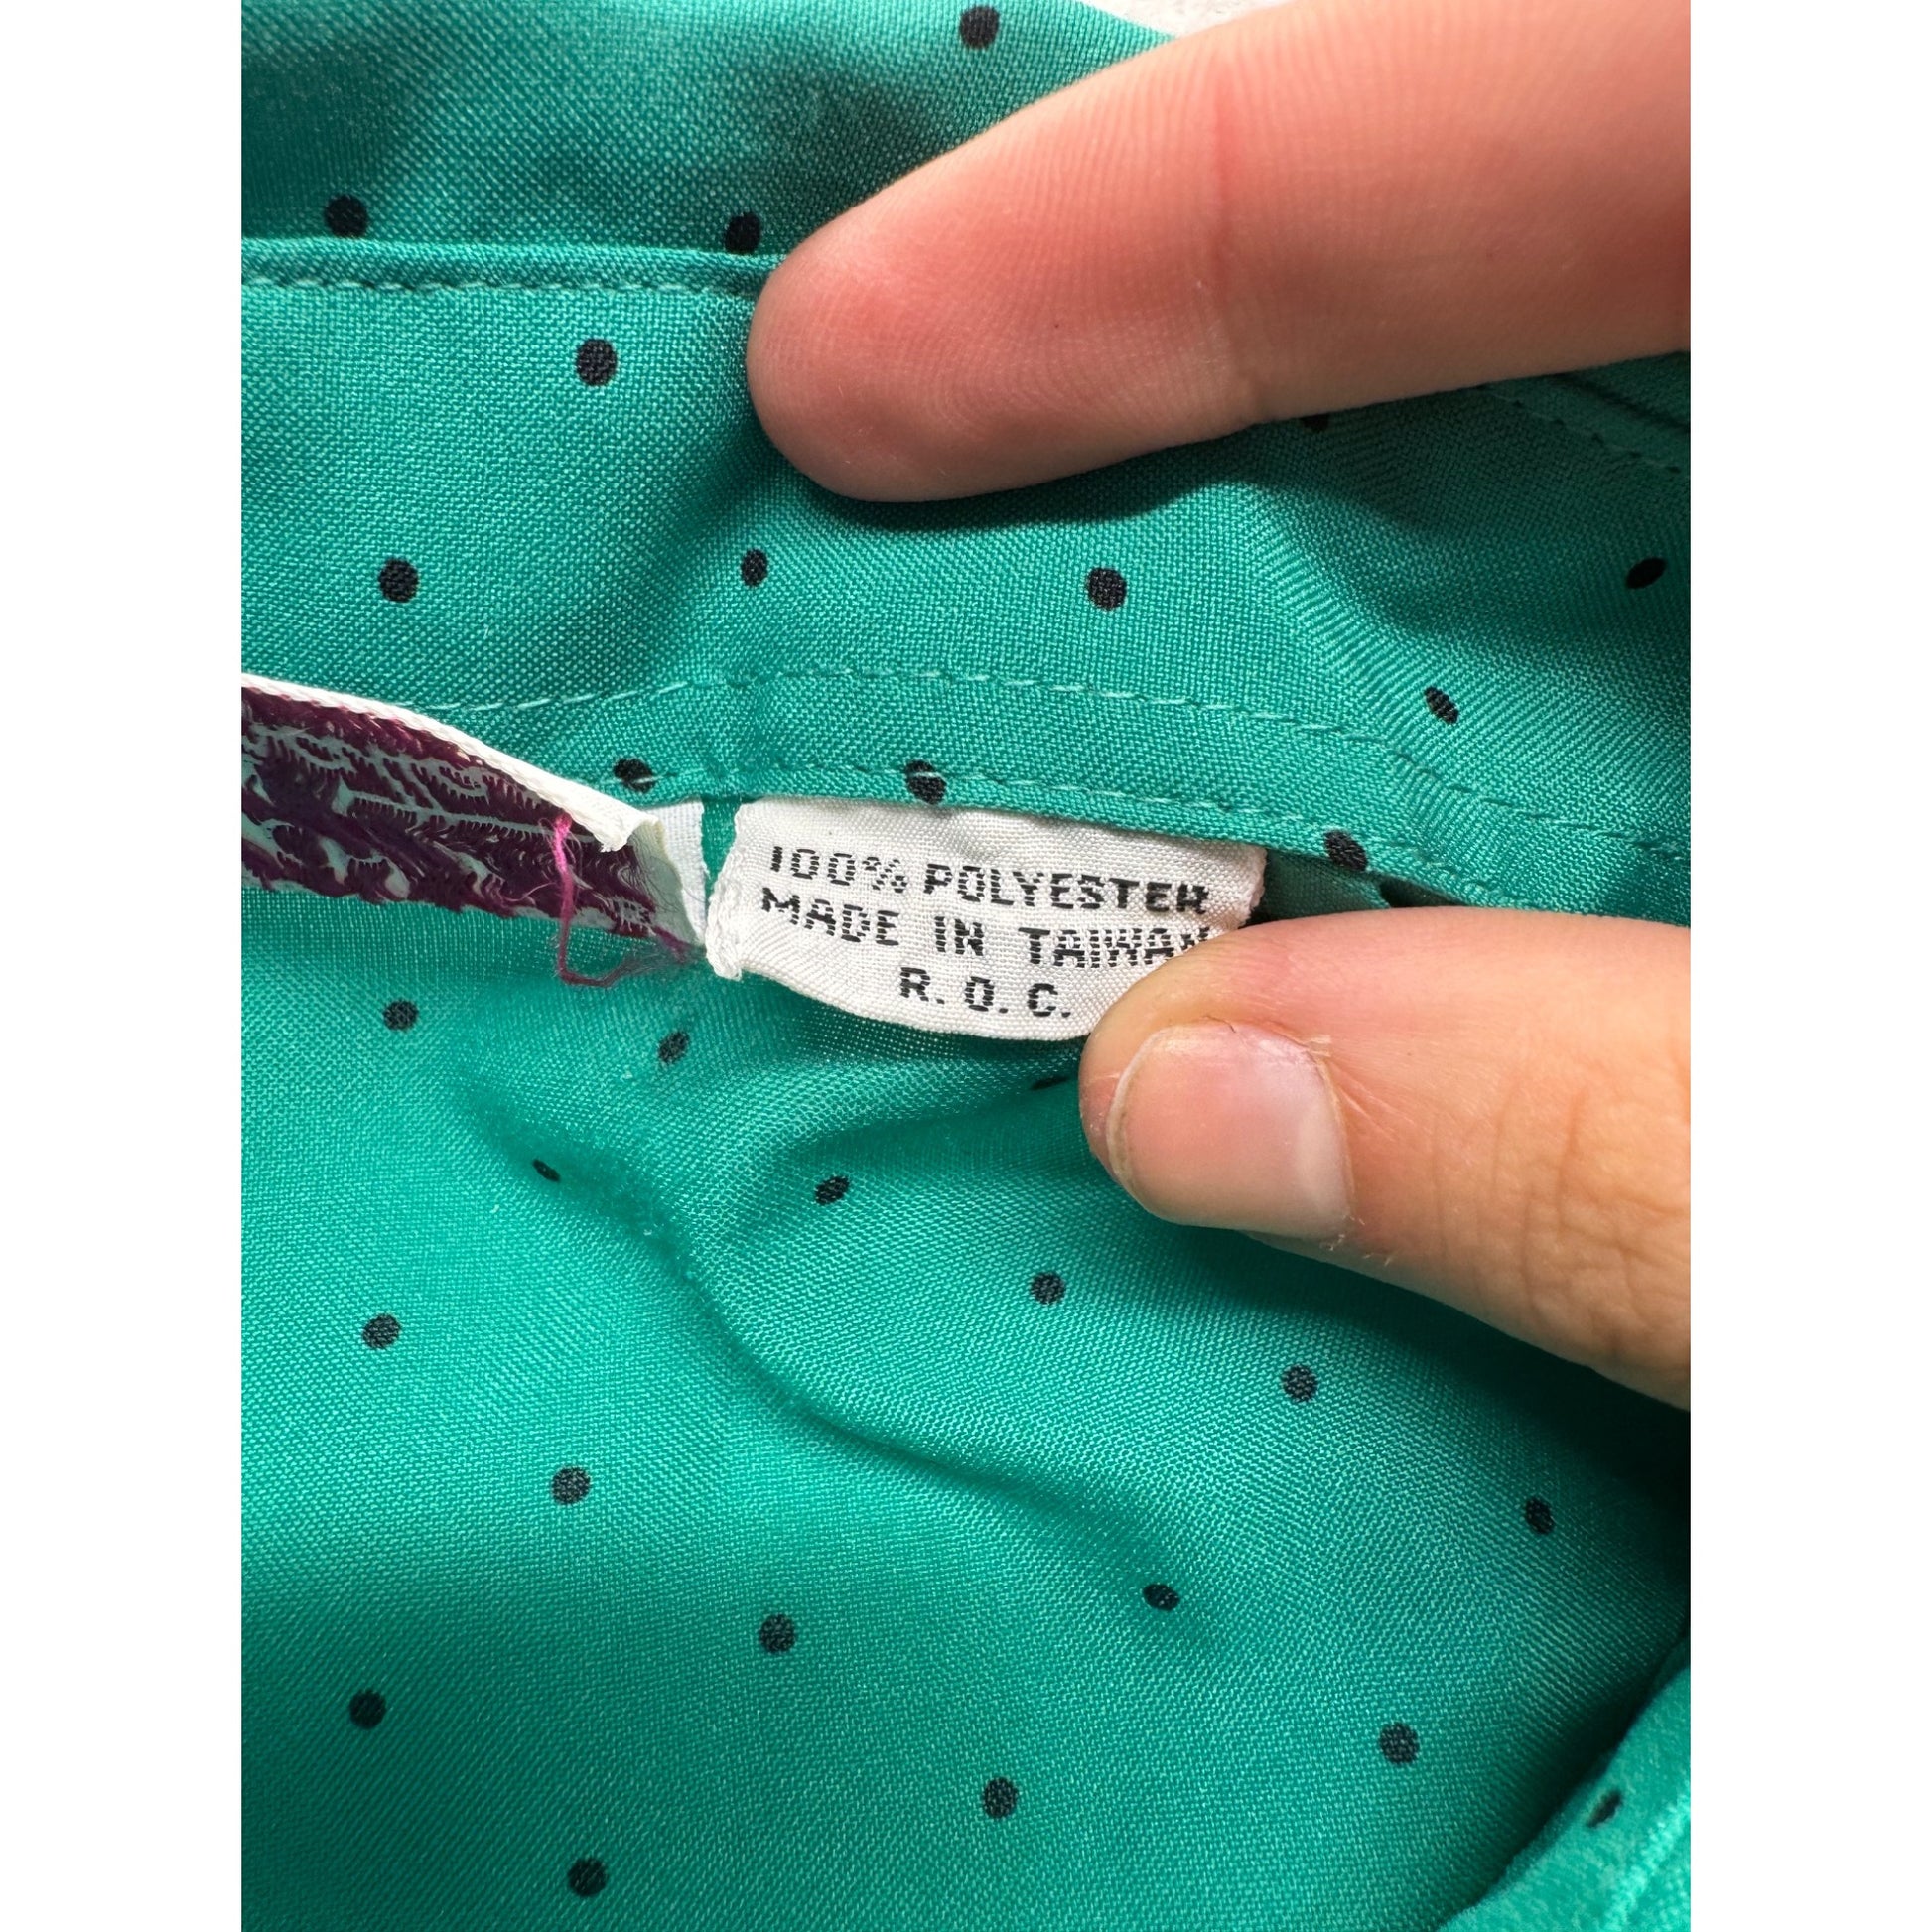 100% POLYESTER
MADE IN TAIWAN
R.O.C.